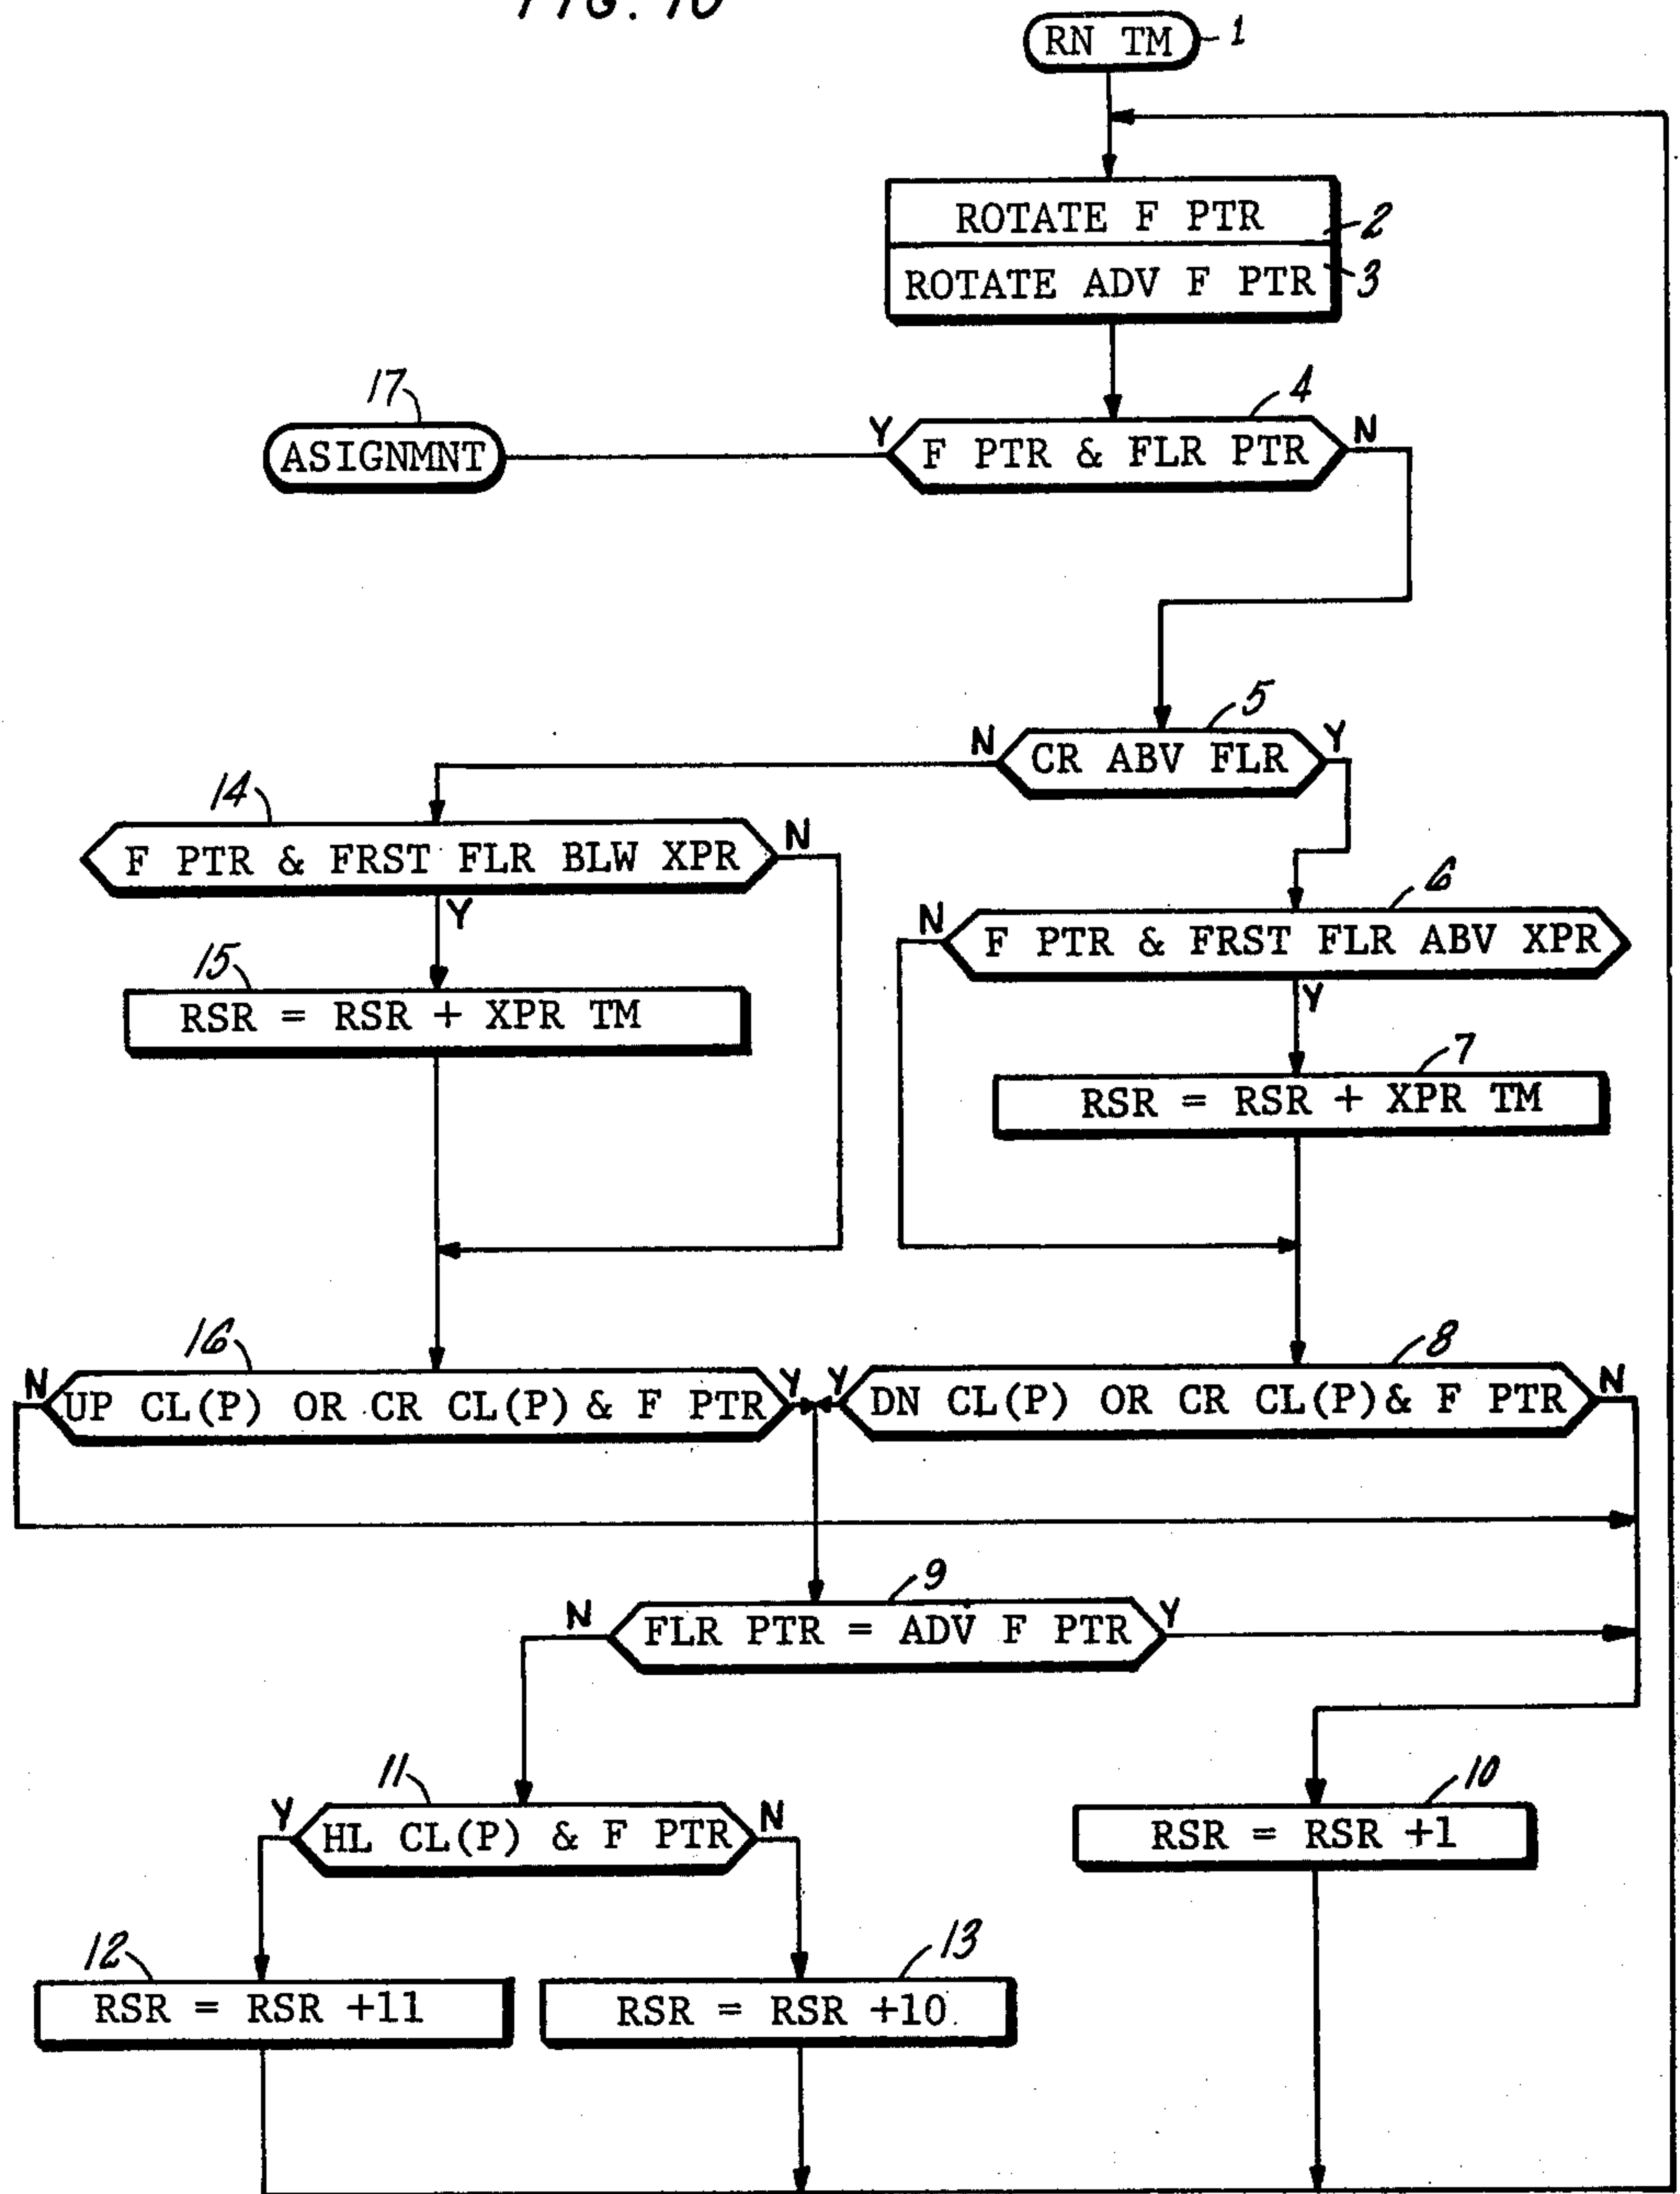 FIG. 10
RN TM 1
ROTATE F PTR 2
ROTATE ADV F PTR 3
17
ASIGNMNT
4
Y F PTR & FLR PTR N
5
N CR ABV FLR Y
14
F PTR & FRST FLR BLW XPR N
Y
6
N F PTR & FRST FLR ABV XPR
Y
15
RSR = RSR + XPR TM
7
RSR = RSR + XPR TM
16
N UP CL(P) OR CR CL(P) & F PTR Y
8
Y DN CL(P) OR CR CL(P) & F PTR N
9
N FLR PTR = ADV F PTR Y
11
Y HL CL(P) & F PTR N
10
RSR = RSR +1
12
RSR = RSR +11
13
RSR = RSR +10